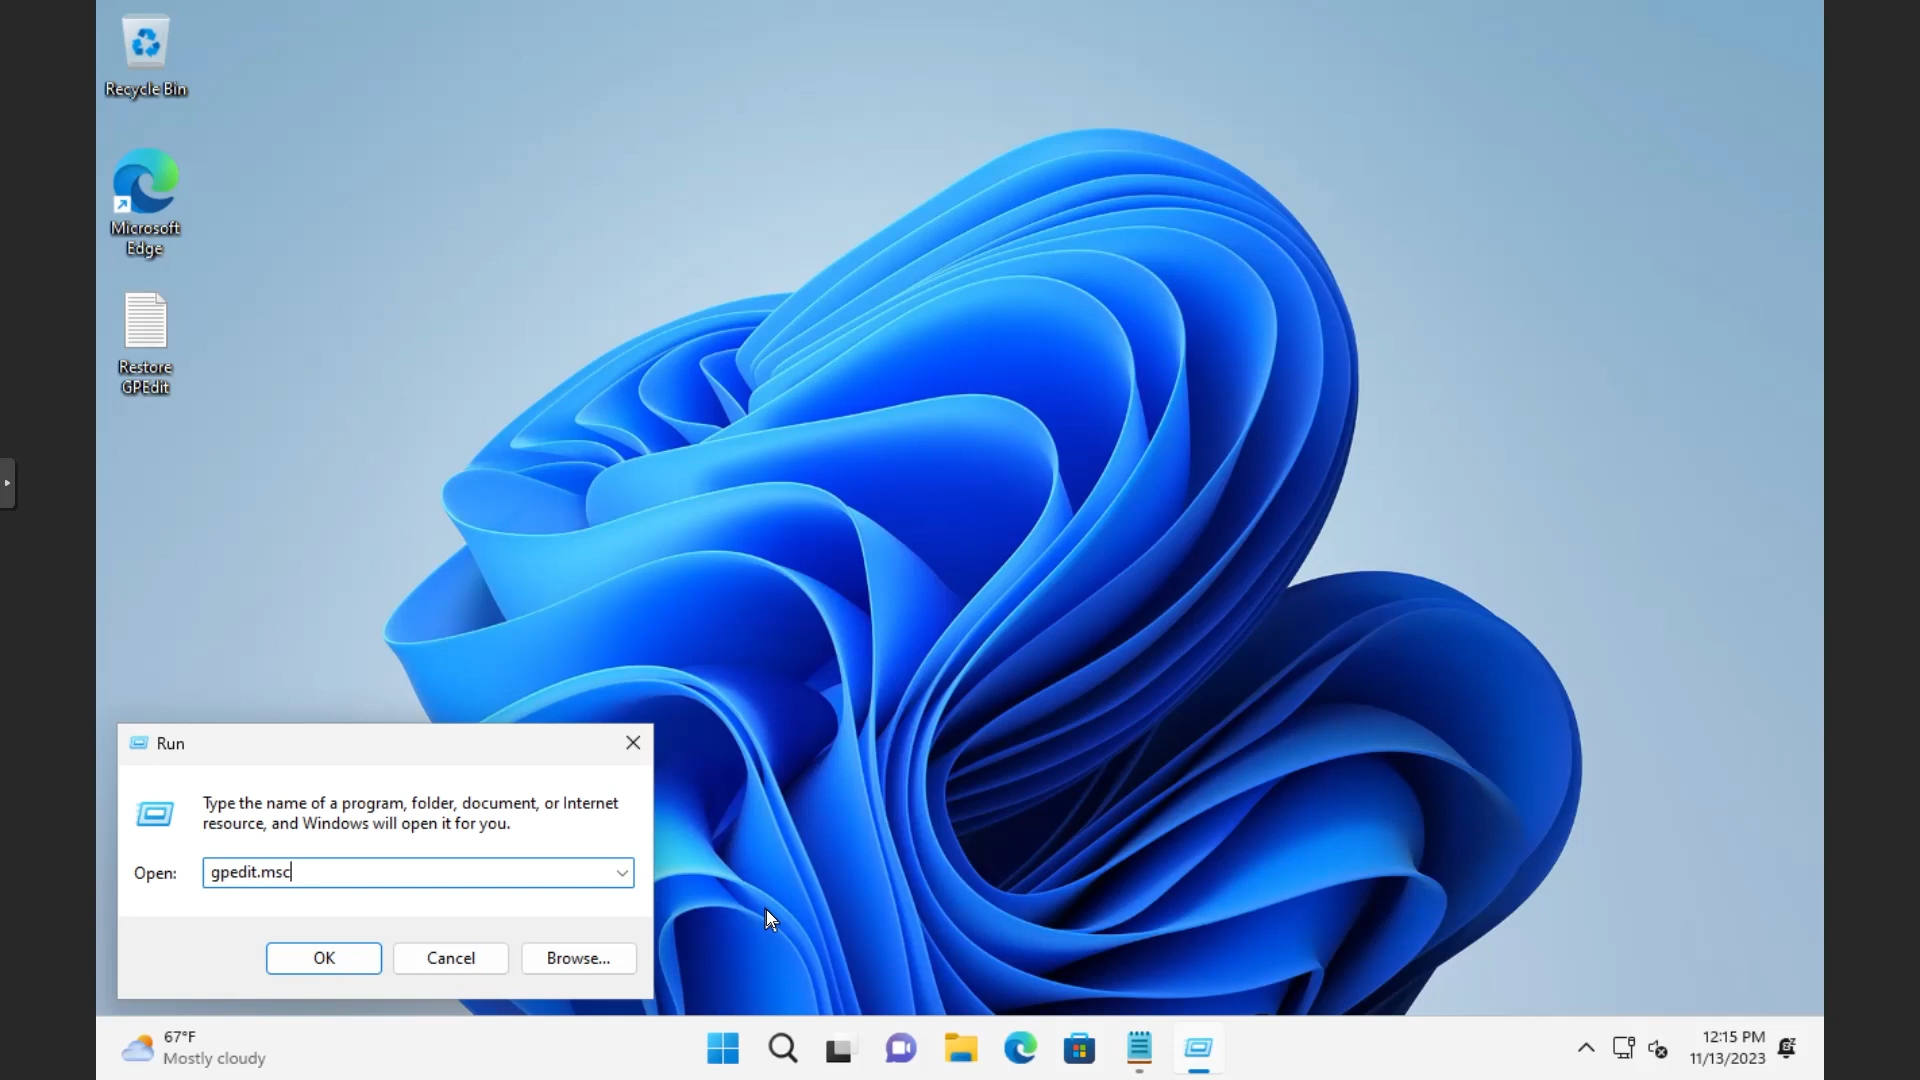 Recycle Bin
Microsoft
Edge
Restore
GPEdit
Run
Type the name of a program, folder, document, or Internet
resource, and Windows will open it for you.
Open:
gpedit.msc
OK
Cancel
Browse...
67°F
Mostly cloudy
12:15 PM
11/13/2023